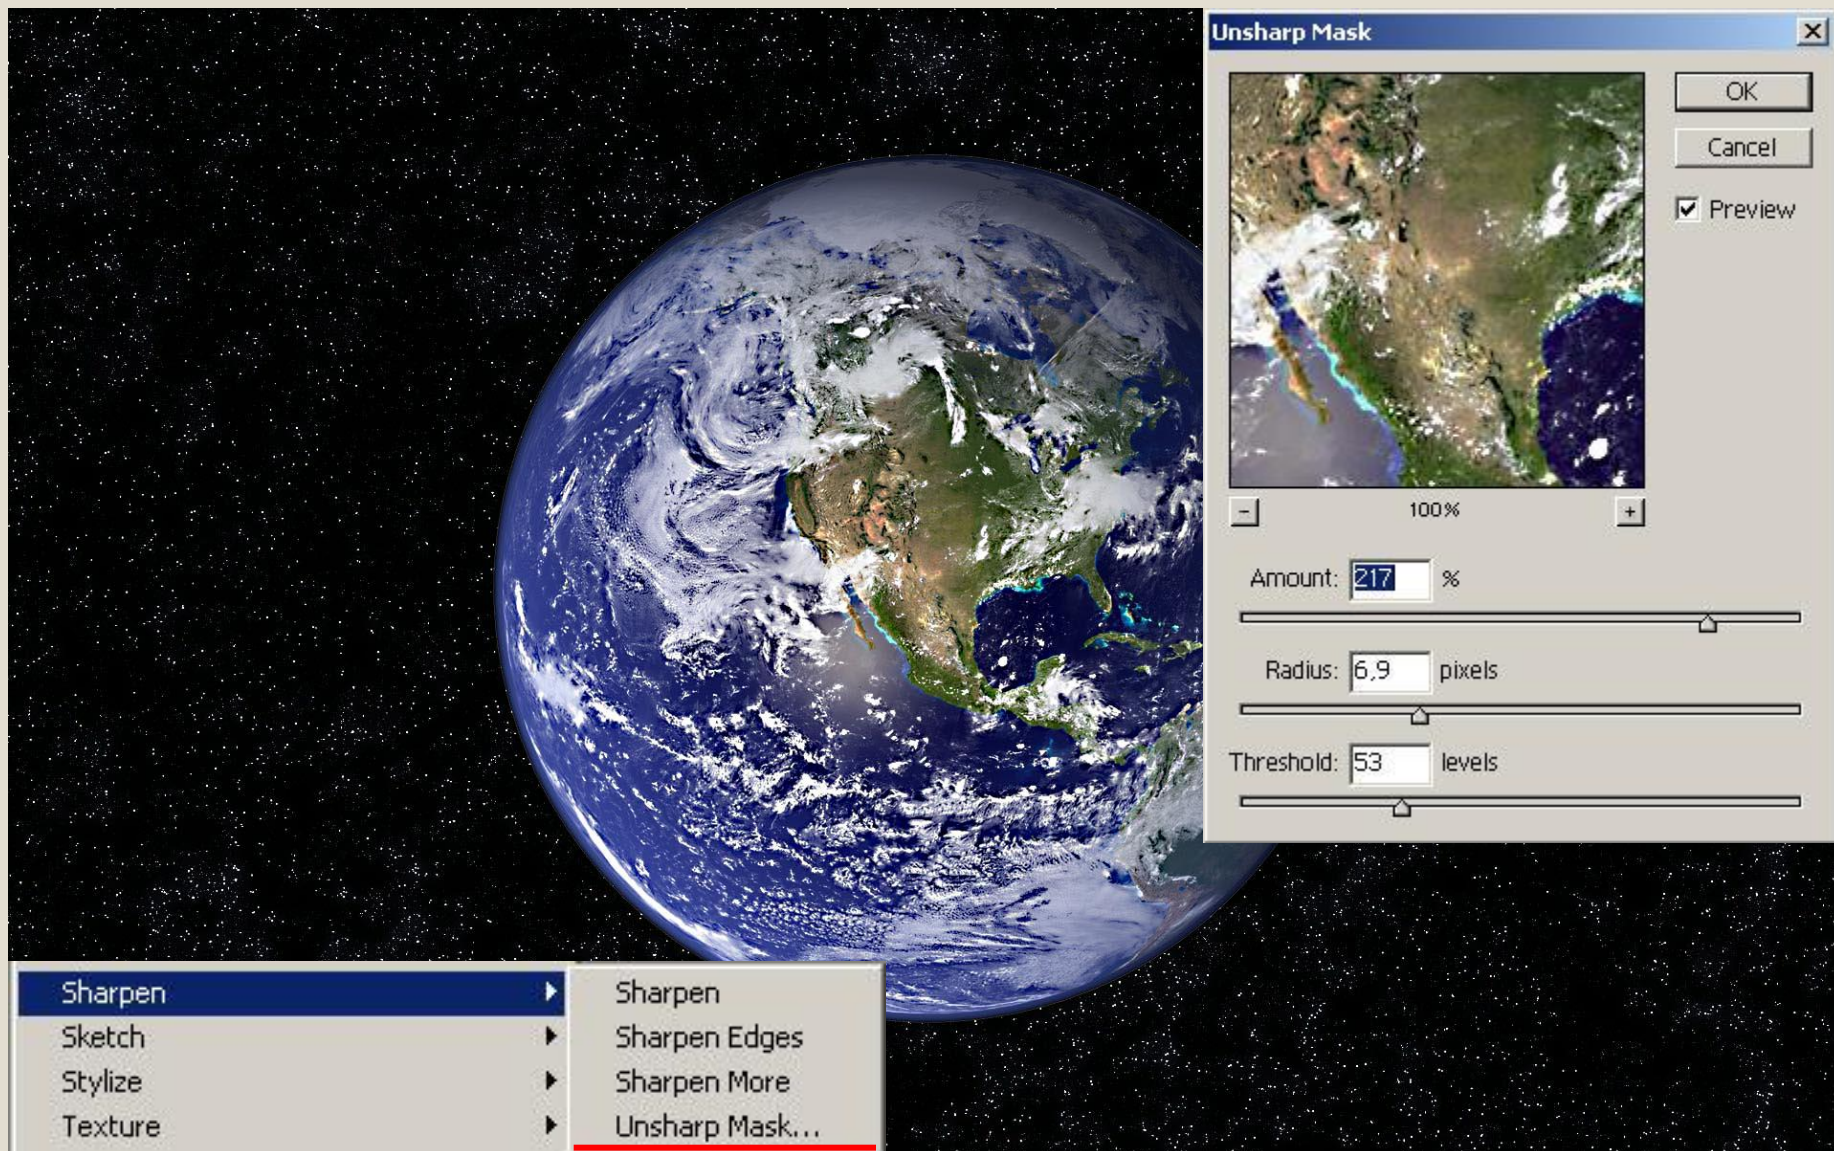 Unsharp Mask
OK
Cancel
Preview
100%
Amount: 217 %
Radius: 6,9 pixels
Threshold: 53 levels
Sharpen
Sketch
Stylize
Texture
Sharpen
Sharpen Edges
Sharpen More
Unsharp Mask...